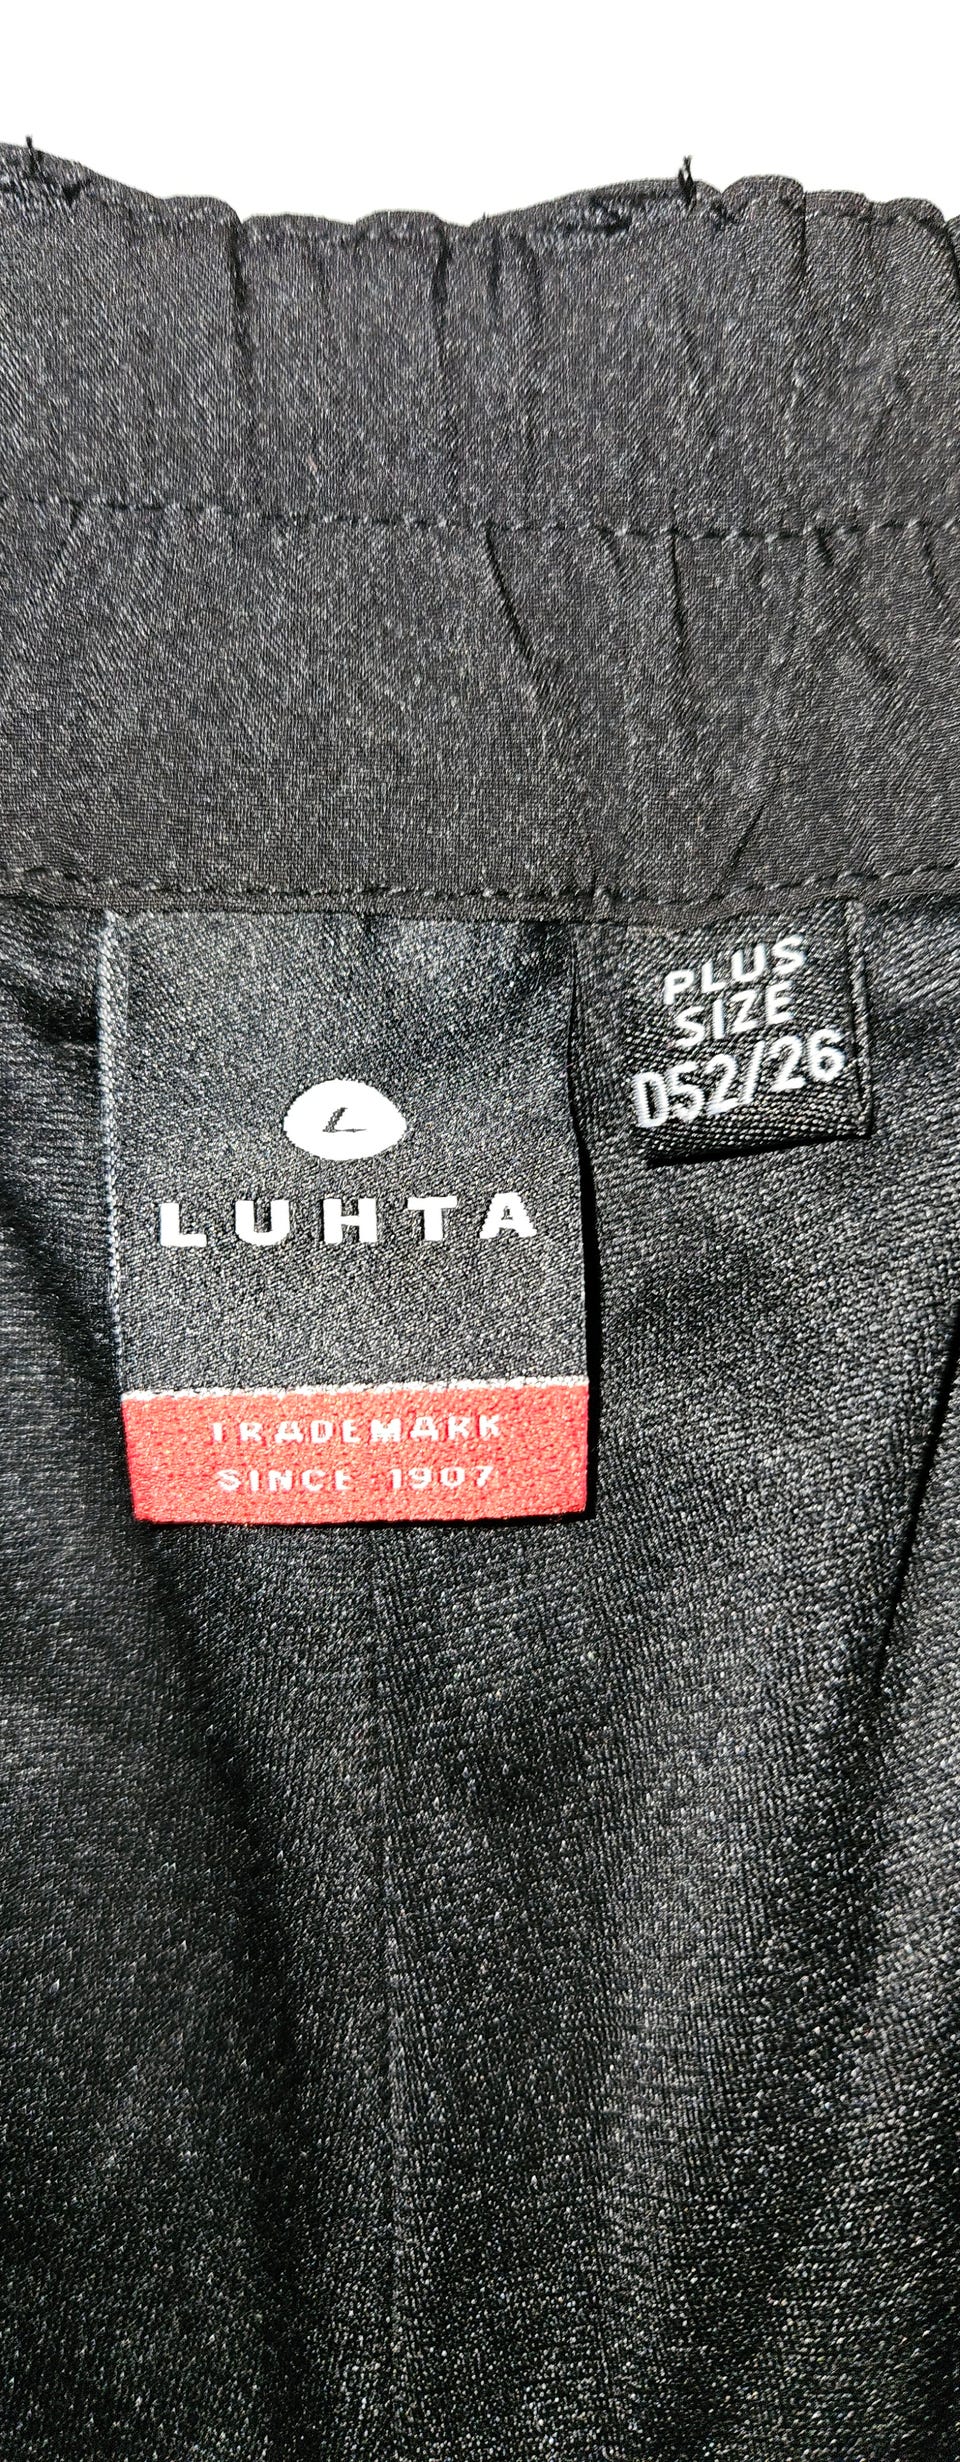 PLUS
SIZE
D52/26
L
LUHTA
TRADEMARK
SINCE 1907